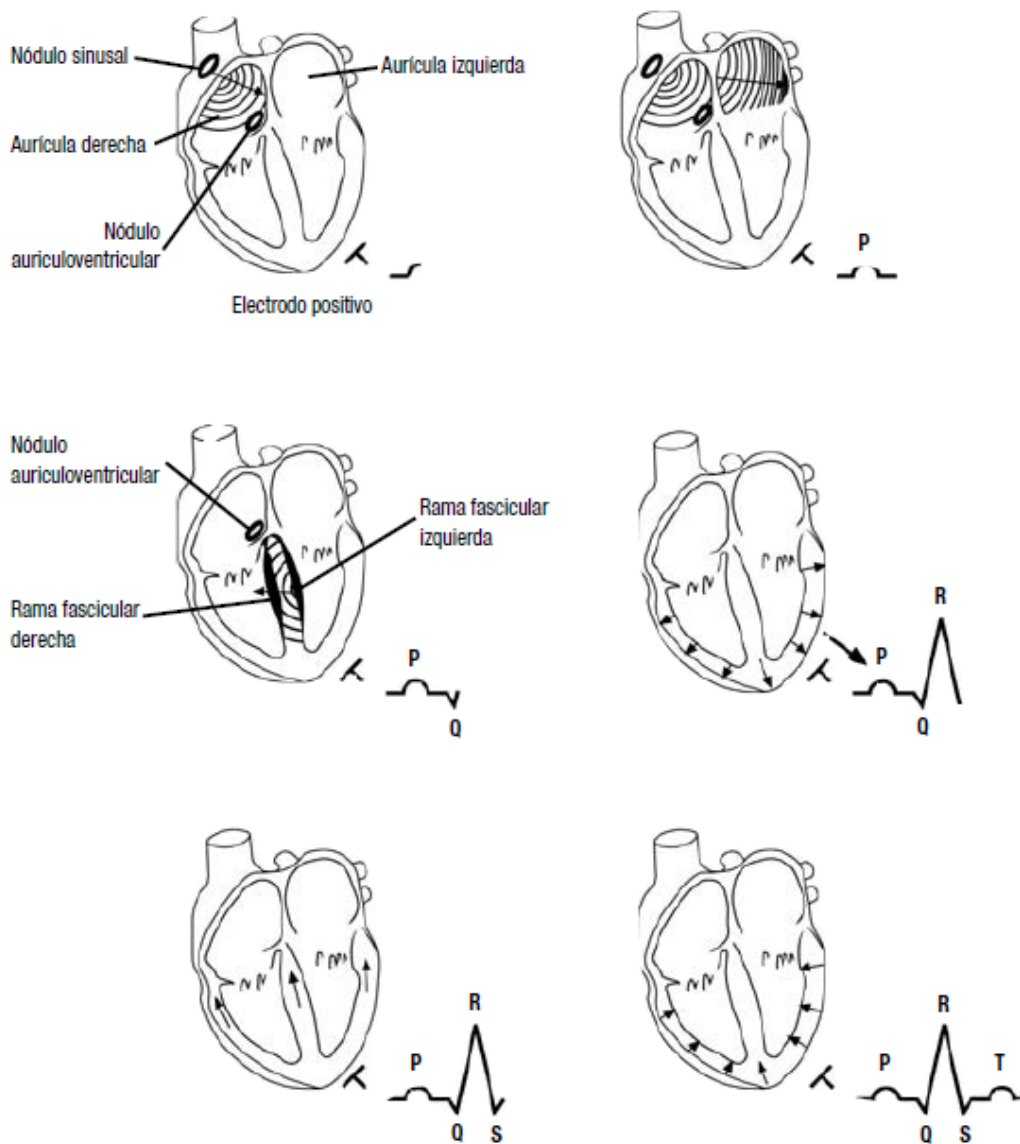 Nódulo sinusal
Aurícula izquierda
Aurícula derecha
Nódulo
auriculoventricular
Electrodo positivo
P
Nódulo
auriculoventricular
Rama fascicular
izquierda
Rama fascicular
derecha
P
Q
R
P
Q
R
P
Q S
R
P T
Q S